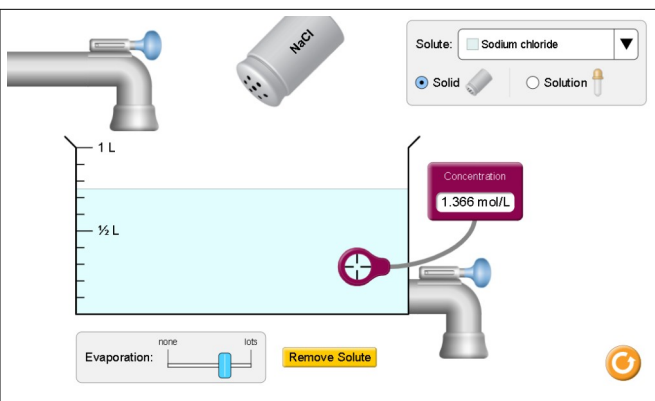 NaCl
Solute: Sodium chloride
Solid Solution
1 L
½ L
Concentration
1.366 mol/L
none lots
Evaporation:
Remove Solute